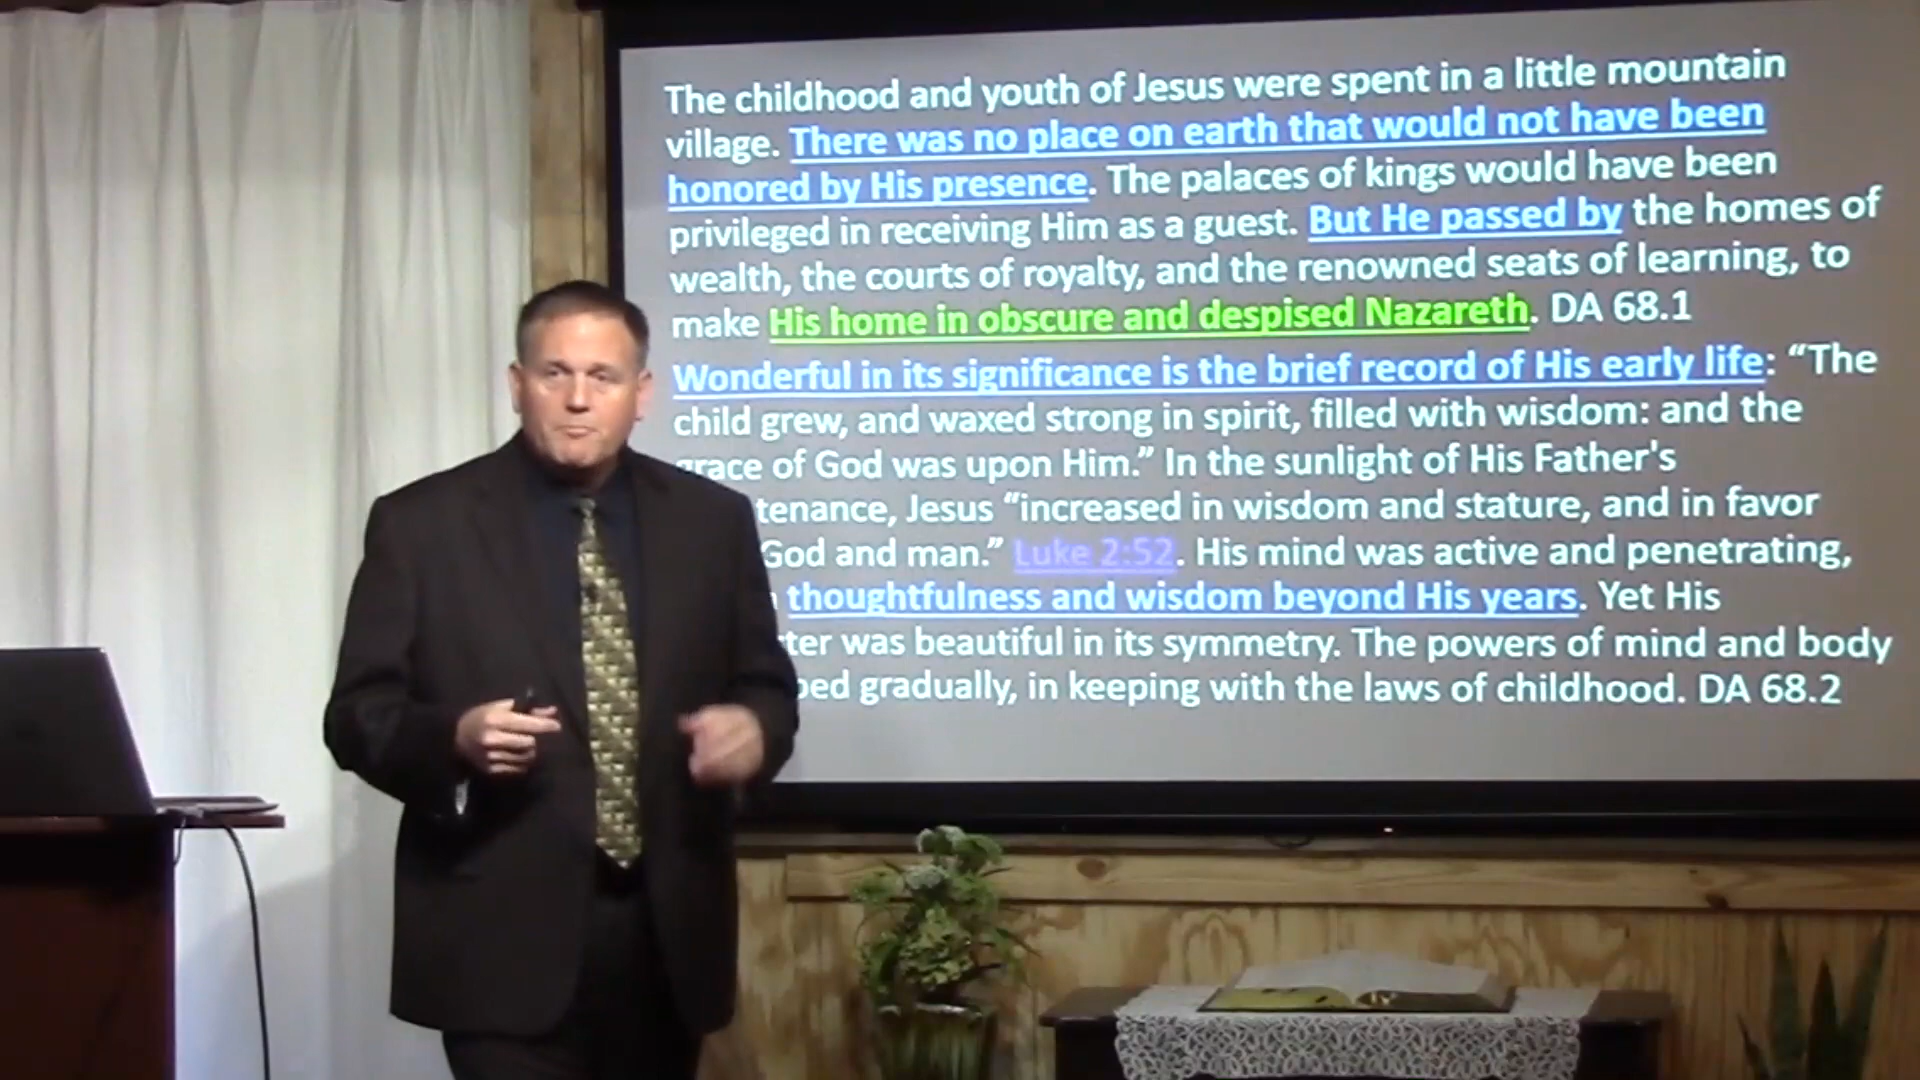 The childhood and youth of Jesus were spent in a little mountain
village. There was no place on earth that would not have been
honored by His presence. The palaces of kings would have been
privileged in receiving Him as a guest. But He passed by the homes of
wealth, the courts of royalty, and the renowned seats of learning, to
make His home in obscure and despised Nazareth. DA 68.1
Wonderful in its significance is the brief record of His early life: “The
child grew, and waxed strong in spirit, filled with wisdom: and the
grace of God was upon Him.” In the sunlight of His Father's
tenance, Jesus “increased in wisdom and stature, and in favor
God and man.” Luke 2:52. His mind was active and penetrating,
thoughtfulness and wisdom beyond His years. Yet His
ter was beautiful in its symmetry. The powers of mind and body
ped gradually, in keeping with the laws of childhood. DA 68.2